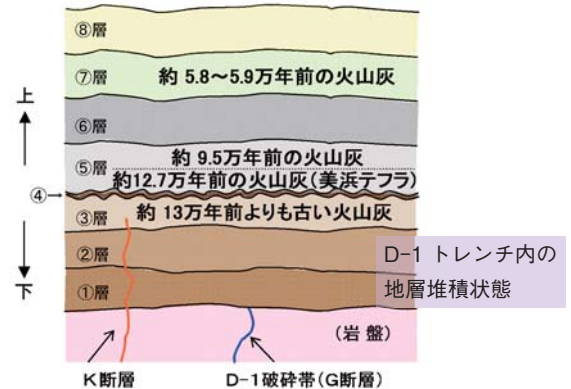 ⑧層
⑦層 約 5.8～5.9万年前の火山灰
上
⑥層
約 9.5万年前の火山灰
⑤層
約12.7万年前の火山灰(美浜テフラ)
④→
③層 約 13万年前よりも古い火山灰
②層
下
①層
D-1 トレンチ内の
地層堆積状態
(岩 盤)
K断層 D-1破砕帯(G断層)